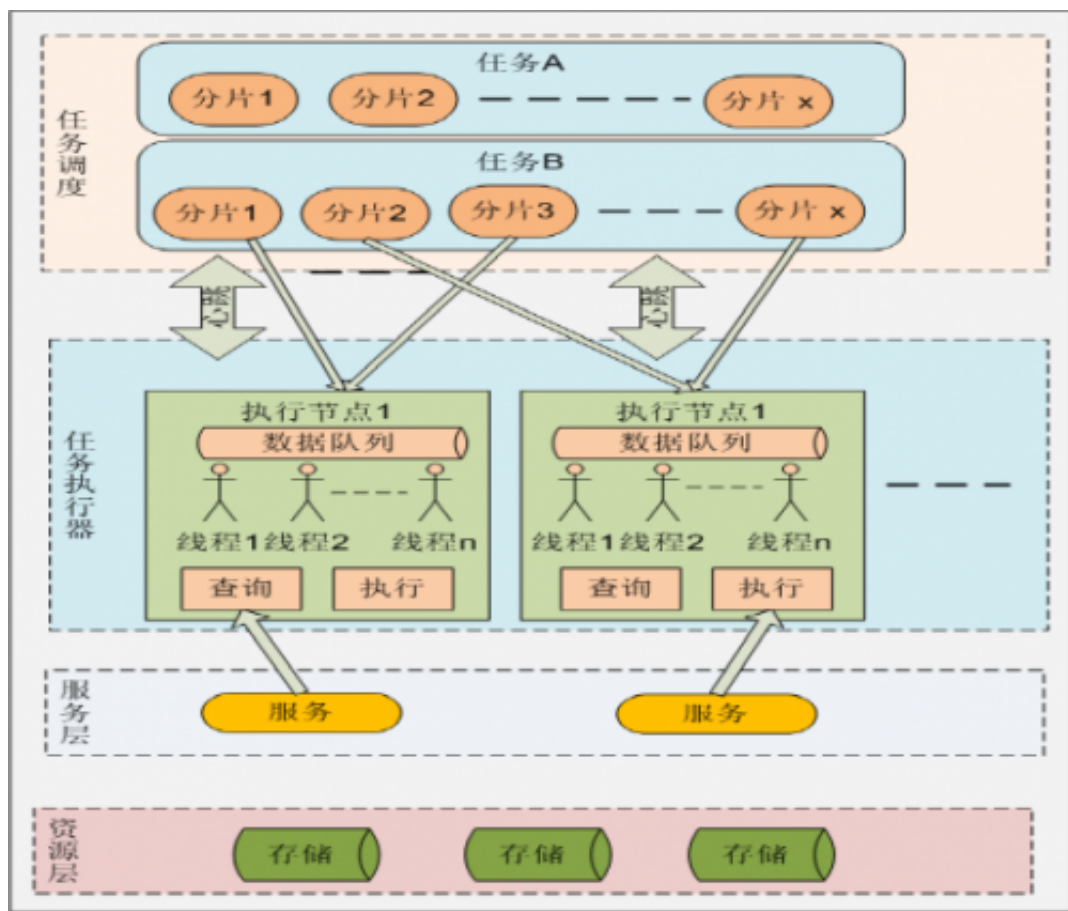 任务调度
任务A
分片1 分片2 分片 x
任务B
分片1 分片2 分片3 分片 x
心跳 心跳
任务执行器
执行节点1 执行节点1
数据队列 数据队列
线程1 线程2 线程n 线程1 线程2 线程n
查询 执行 查询 执行
服务层
服务 服务
资源层
存储 存储 存储